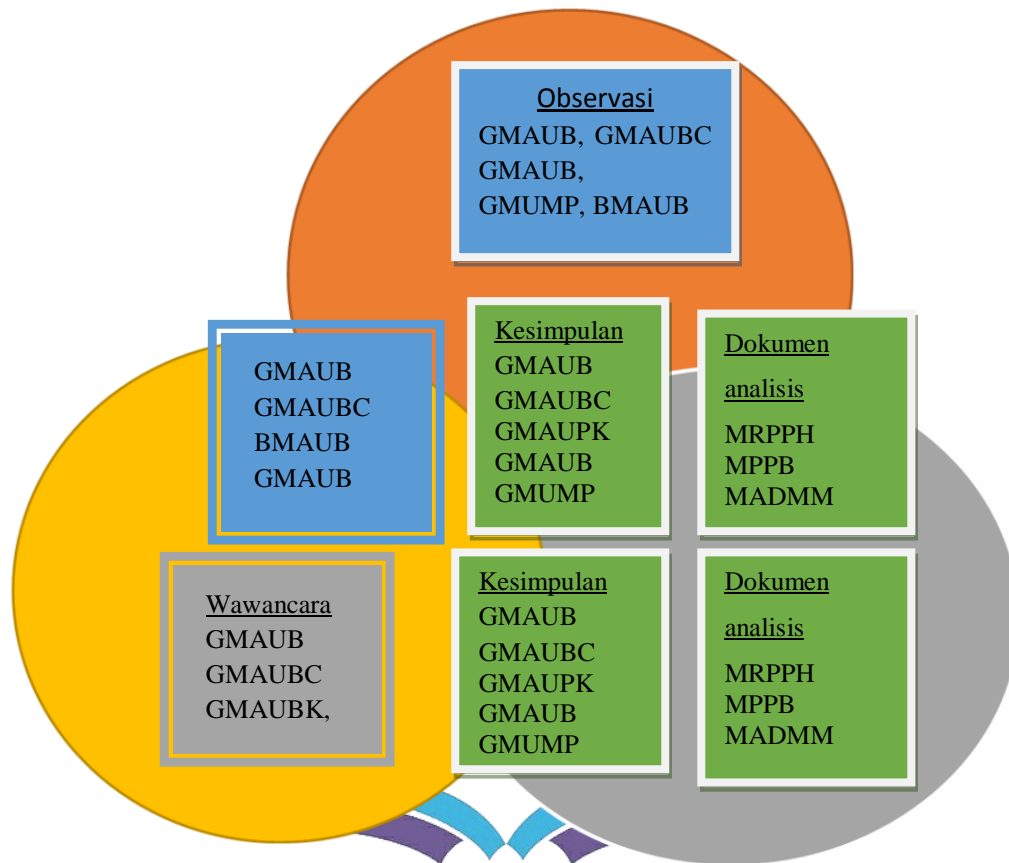 Observasi
GMAUB, GMAUBC
GMAUB,
GMUMP, BMAUB
GMAUB
GMAUBC
BMAUB
GMAUB
Kesimpulan
GMAUB
GMAUBC
GMAUPK
GMAUB
GMUMP
Dokumen
analisis
MRPPH
MPPB
MADMM
Wawancara
GMAUB
GMAUBC
GMAUBK,
Kesimpulan
GMAUB
GMAUBC
GMAUPK
GMAUB
GMUMP
Dokumen
analisis
MRPPH
MPPB
MADMM